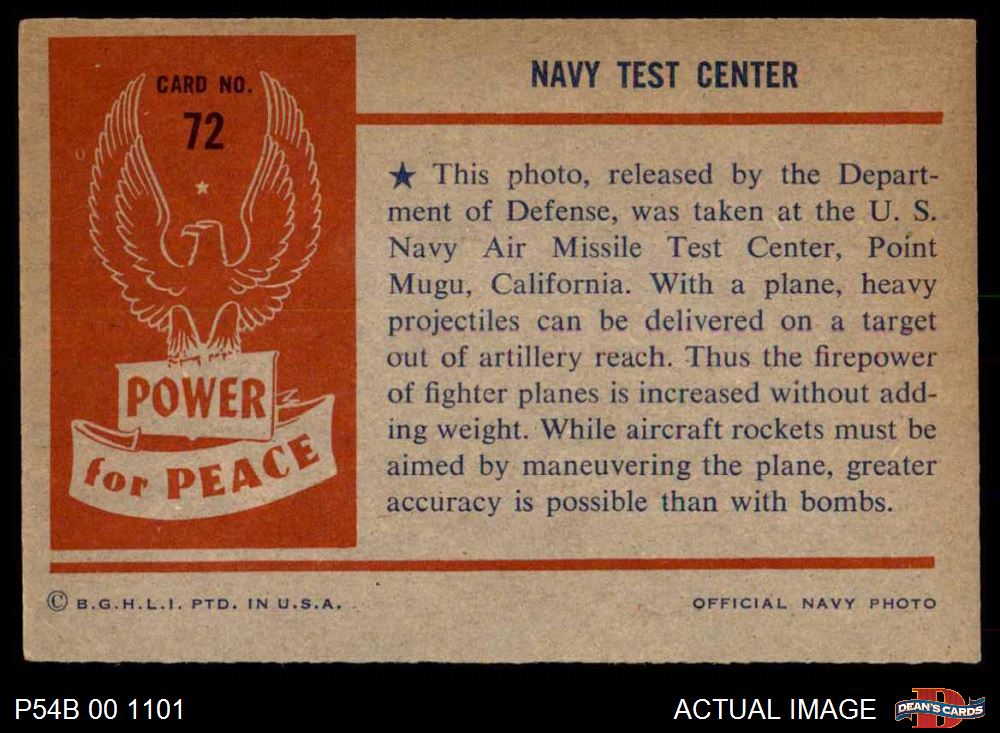 CARD NO.
72
POWER
for PEACE
NAVY TEST CENTER
★ This photo, released by the Depart-
ment of Defense, was taken at the U. S.
Navy Air Missile Test Center, Point
Mugu, California. With a plane, heavy
projectiles can be delivered on a target
out of artillery reach. Thus the firepower
of fighter planes is increased without add-
ing weight. While aircraft rockets must be
aimed by maneuvering the plane, greater
accuracy is possible than with bombs.
© B.G.H.L.I. PTD. IN U.S.A.
OFFICIAL NAVY PHOTO
P54B 00 1101
ACTUAL IMAGE
D
DEAN'S CARDS